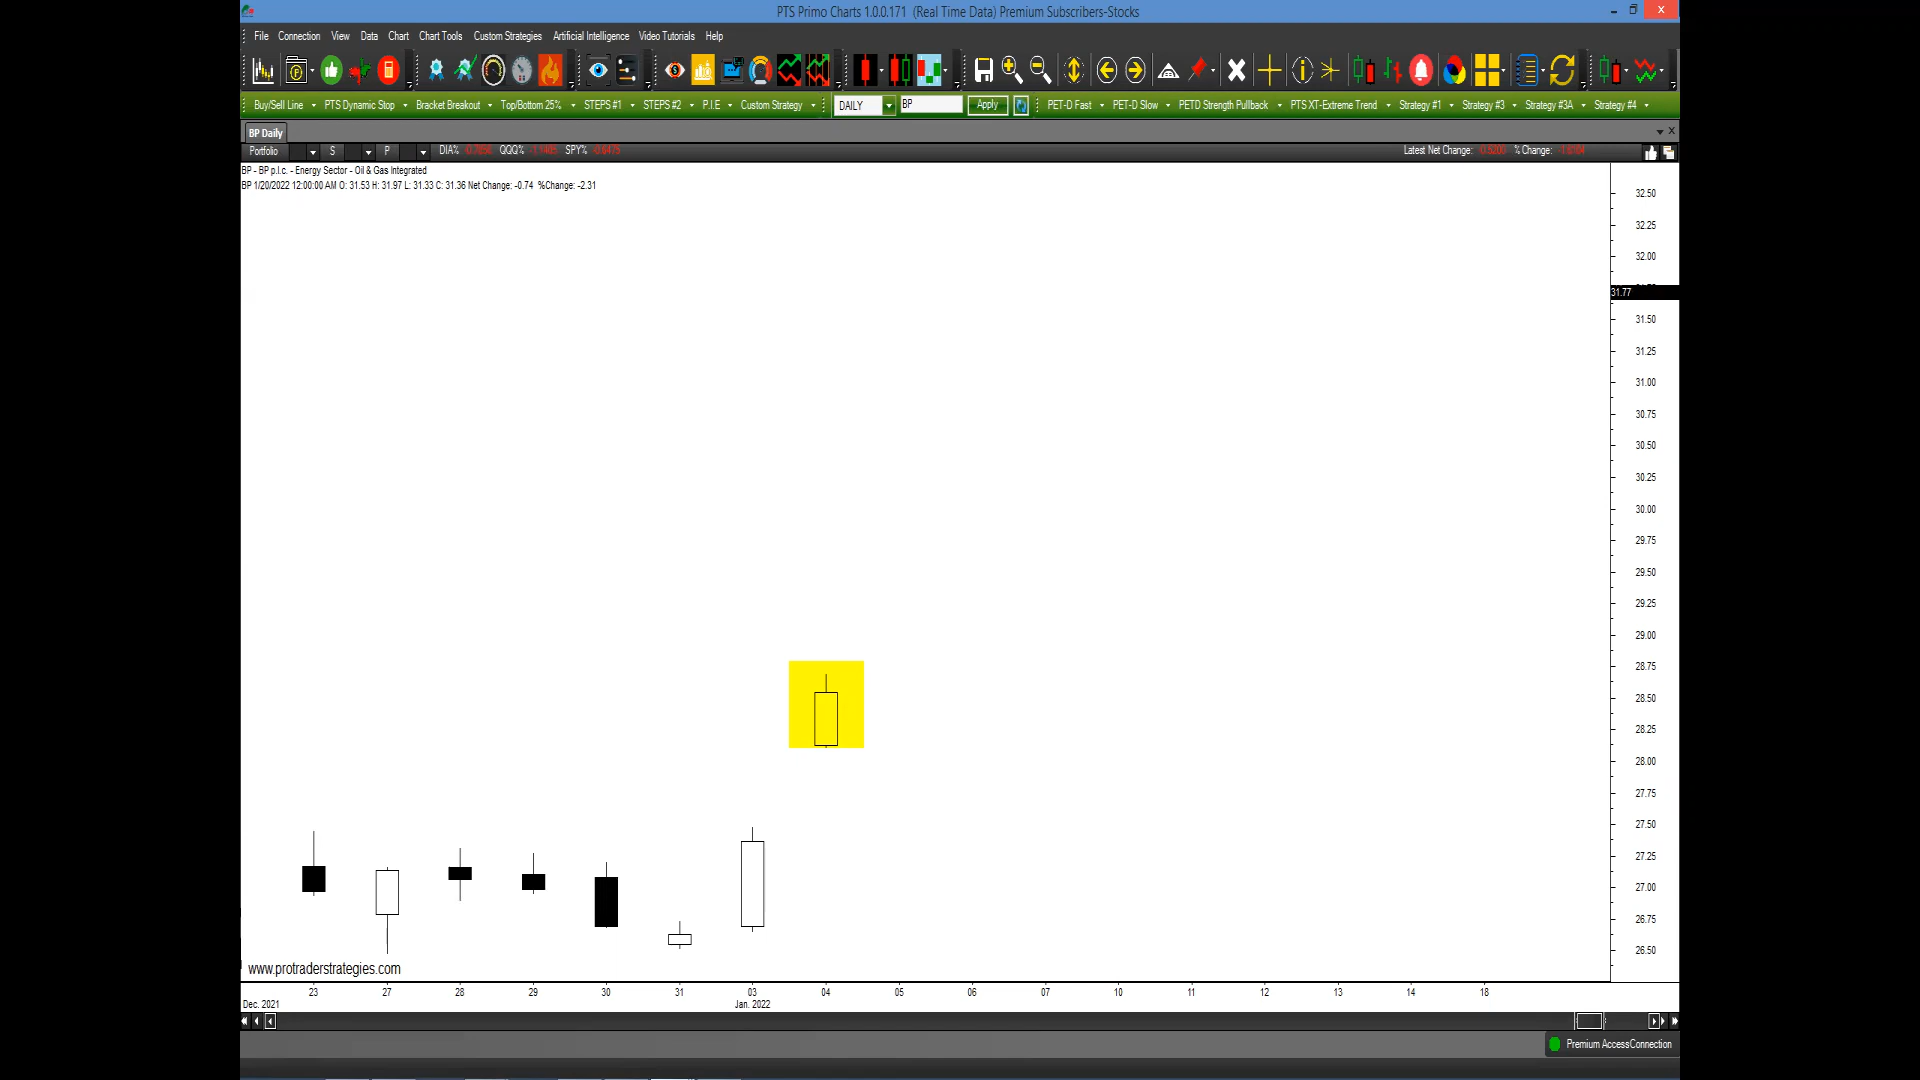 PTS Primo Charts 1.0.0.171 (Real Time Data) Premium Subscribers-Stocks
File Connection View Data Chart Chart Tools Custom Strategies Artificial Intelligence Video Tutorials Help
Buy/Sell Line PTS Dynamic Stop Bracket Breakout Top/Bottom 25% STEPS #1 STEPS #2 P.I.E Custom Strategy DAILY BP Apply PET-D Fast PET-D Slow PETD Strength Pullback PTS XT-Extreme Trend Strategy #1 Strategy #3 Strategy #3A Strategy #4
BP Daily
Portfolio S P DIA% QQQ% SPY% Latest Net Change: % Change:
BP - BP p.l.c. - Energy Sector - Oil & Gas Integrated
BP 1/20/2022 12:00:00 AM O: 31.53 H: 31.97 L: 31.33 C: 31.36 Net Change: -0.74 %Change: -2.31
32.50
32.25
32.00
31.77
31.50
31.25
31.00
30.75
30.50
30.25
30.00
29.75
29.50
29.25
29.00
28.75
28.50
28.25
28.00
27.75
27.50
27.25
27.00
26.75
26.50
www.protraderstrategies.com
23 27 28 29 30 31 03 04 05 06 07 10 11 12 13 14 18
Dec. 2021 Jan. 2022
Premium AccessConnection